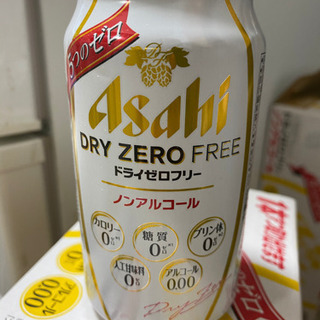 5つのゼロ
Asahi
DRY ZERO FREE
ドライゼロフリー
ノンアルコール
カロリー 0 糖質 0 プリン体 0
人工甘味料 0 アルコール 0.00